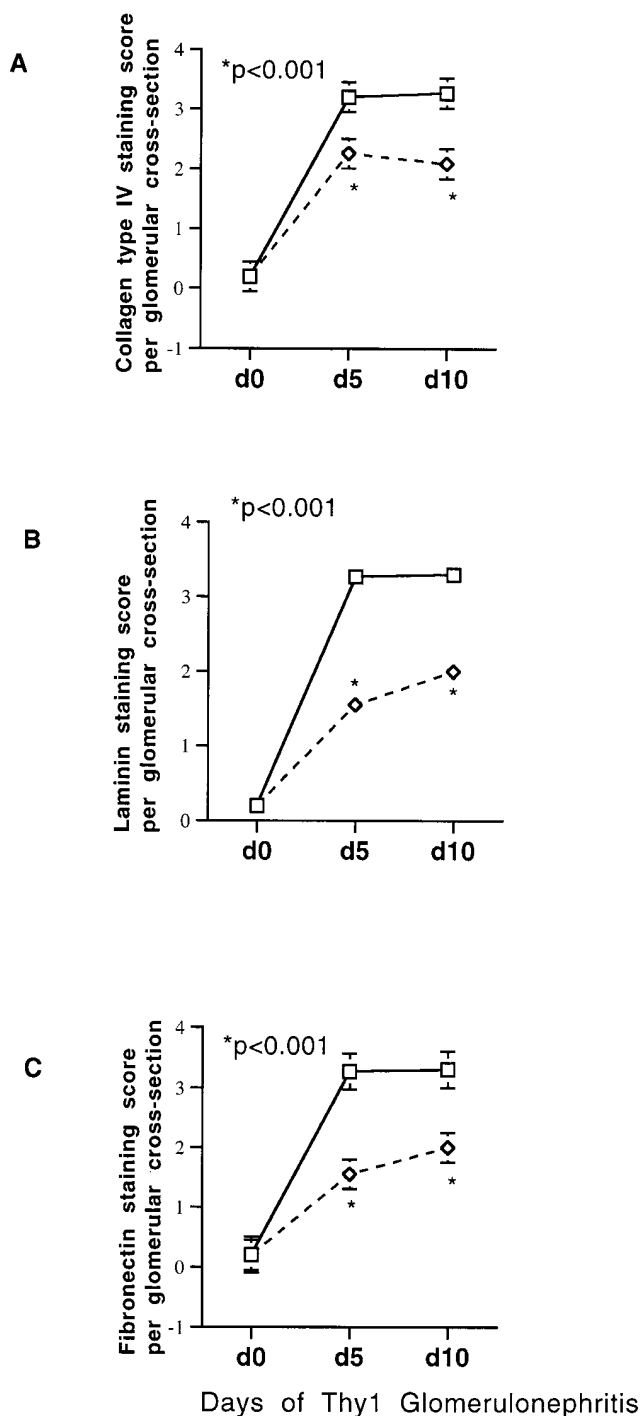 A
Collagen type IV staining score
per glomerular cross-section
*p<0.001
4
3
2
1
0
-1
*
*
d0 d5 d10
B
Laminin staining score
per glomerular cross-section
*p<0.001
4
3
2
1
0
*
*
d0 d5 d10
C
Fibronectin staining score
per glomerular cross-section
*p<0.001
4
3
2
1
0
-1
*
*
d0 d5 d10
Days of Thy1 Glomerulonephritis